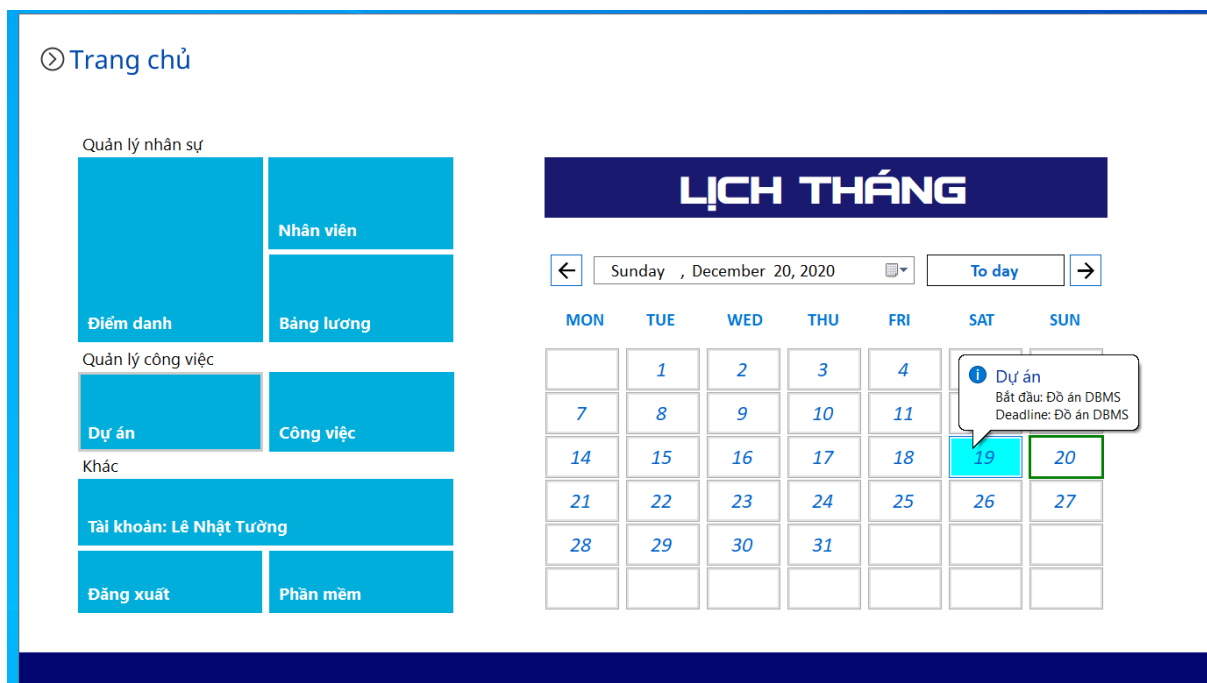 Trang chủ
Quản lý nhân sự
Điểm danh
Nhân viên
Bảng lương
Quản lý công việc
Dự án
Công việc
Khác
Tài khoản: Lê Nhật Tường
Đăng xuất
Phần mềm
LỊCH THÁNG
Sunday , December 20, 2020
To day
MON TUE WED THU FRI SAT SUN
1 2 3 4
Dự án
Bắt đầu: Đồ án DBMS
Deadline: Đồ án DBMS
7 8 9 10 11
14 15 16 17 18 19 20
21 22 23 24 25 26 27
28 29 30 31